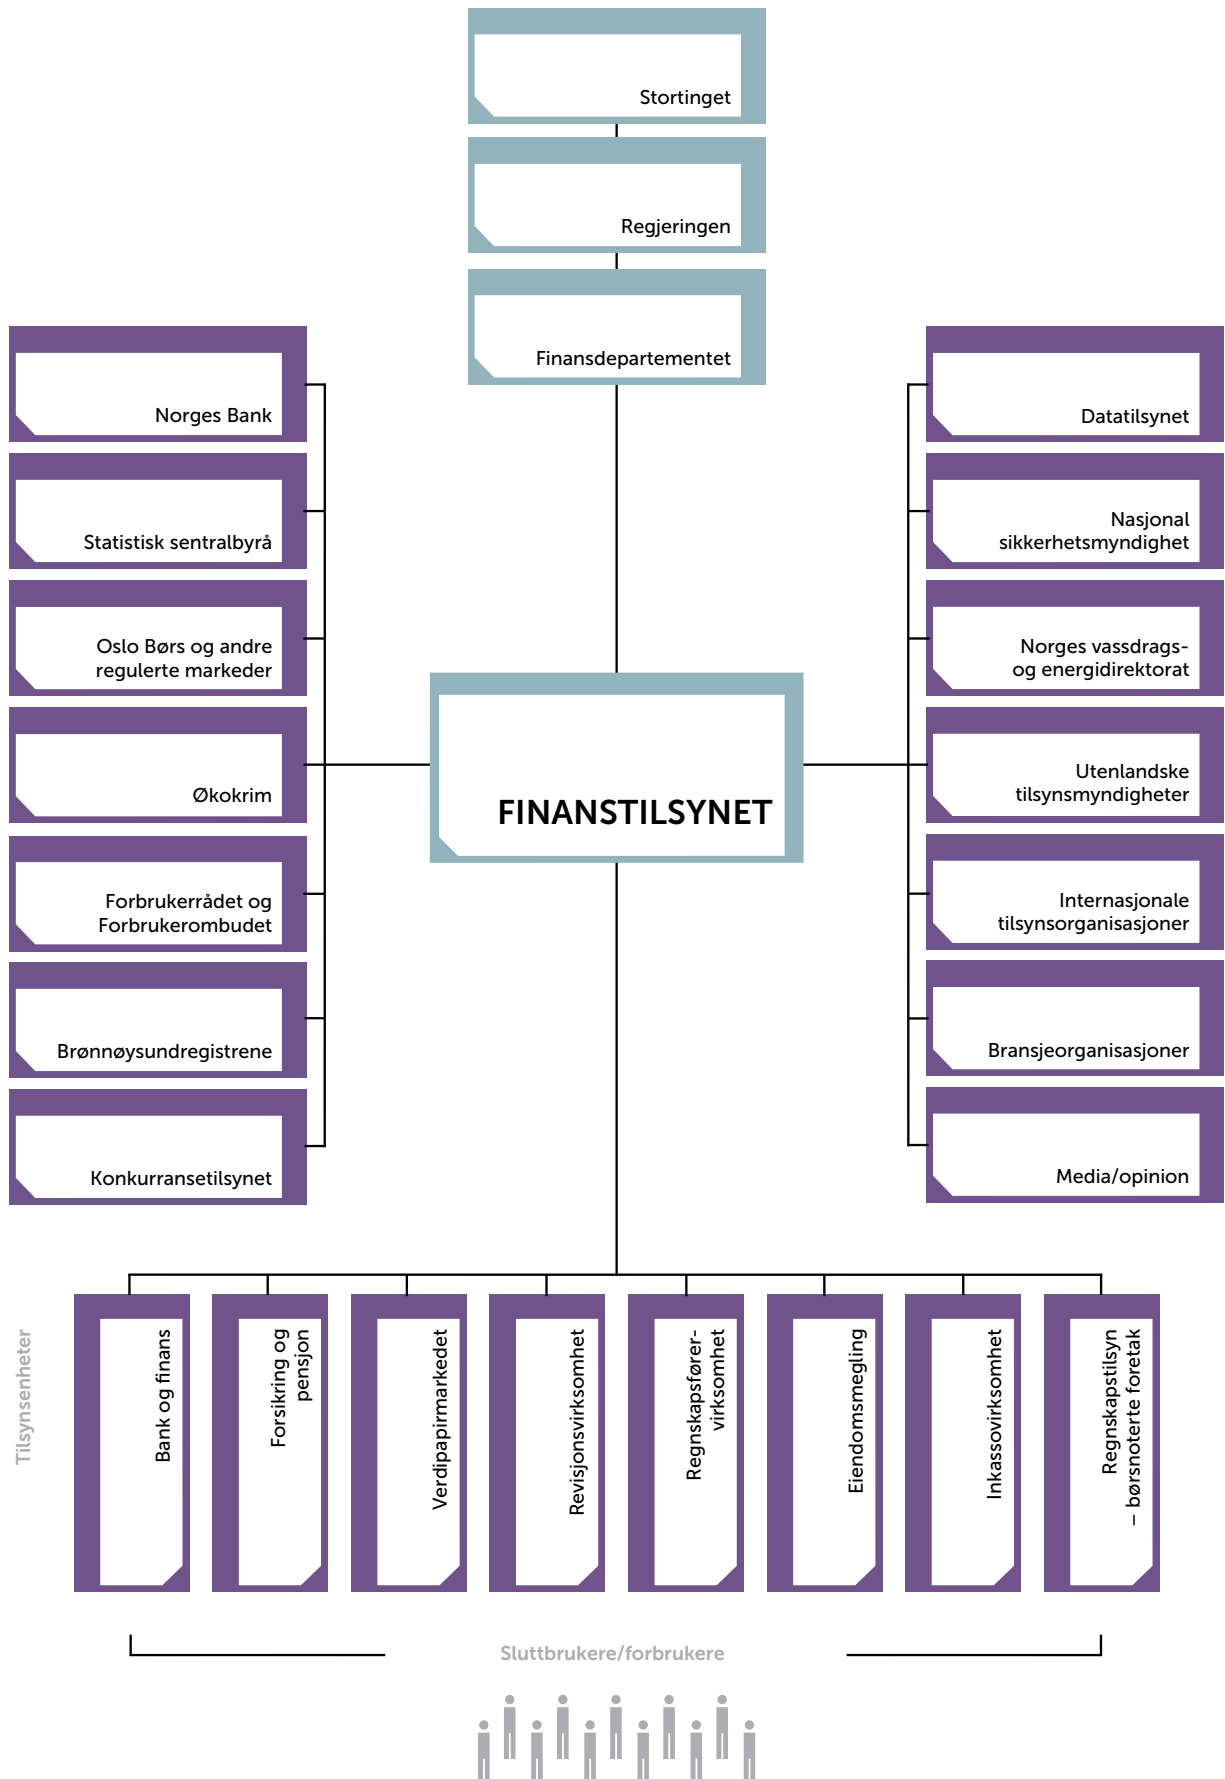 Stortinget
Regjeringen
Finansdepartementet
Norges Bank
Statistisk sentralbyrå
Oslo Børs og andre
regulerte markeder
Økokrim
Forbrukerrådet og
Forbrukerombudet
Brønnøysundregistrene
Konkurransetilsynet
FINANSTILSYNET
Datatilsynet
Nasjonal
sikkerhetsmyndighet
Norges vassdrags-
og energidirektorat
Utenlandske
tilsynsmyndigheter
Internasjonale
tilsynsorganisasjoner
Bransjeorganisasjoner
Media/opinion
Tilsynsenheter
Bank og finans
Forsikring og
pensjon
Verdipapirmarkedet
Revisjonsvirksomhet
Regnskapsfører-
virksomhet
Eiendomsmegling
Inkassovirksomhet
Regnskapstilsyn
– børsnoterte foretak
Sluttbrukere/forbrukere